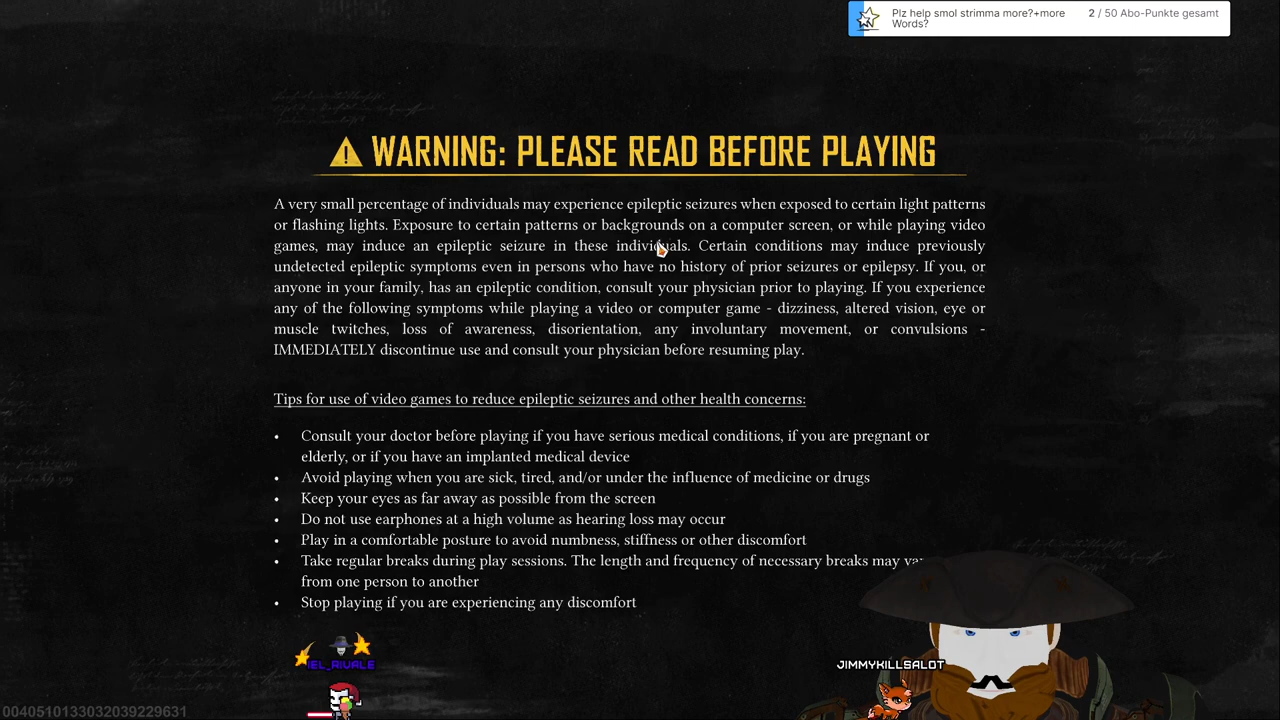 Plz help smol strimma more?+more
Words?
2 / 50 Abo-Punkte gesamt
WARNING: PLEASE READ BEFORE PLAYING
A very small percentage of individuals may experience epileptic seizures when exposed to certain light patterns
or flashing lights. Exposure to certain patterns or backgrounds on a computer screen, or while playing video
games, may induce an epileptic seizure in these individuals. Certain conditions may induce previously
undetected epileptic symptoms even in persons who have no history of prior seizures or epilepsy. If you, or
anyone in your family, has an epileptic condition, consult your physician prior to playing. If you experience
any of the following symptoms while playing a video or computer game - dizziness, altered vision, eye or
muscle twitches, loss of awareness, disorientation, any involuntary movement, or convulsions -
IMMEDIATELY discontinue use and consult your physician before resuming play.
Tips for use of video games to reduce epileptic seizures and other health concerns:
• Consult your doctor before playing if you have serious medical conditions, if you are pregnant or
elderly, or if you have an implanted medical device
• Avoid playing when you are sick, tired, and/or under the influence of medicine or drugs
• Keep your eyes as far away as possible from the screen
• Do not use earphones at a high volume as hearing loss may occur
• Play in a comfortable posture to avoid numbness, stiffness or other discomfort
• Take regular breaks during play sessions. The length and frequency of necessary breaks may
from one person to another
• Stop playing if you are experiencing any discomfort
JIMMYKILLSALOT
0040510133032039229631